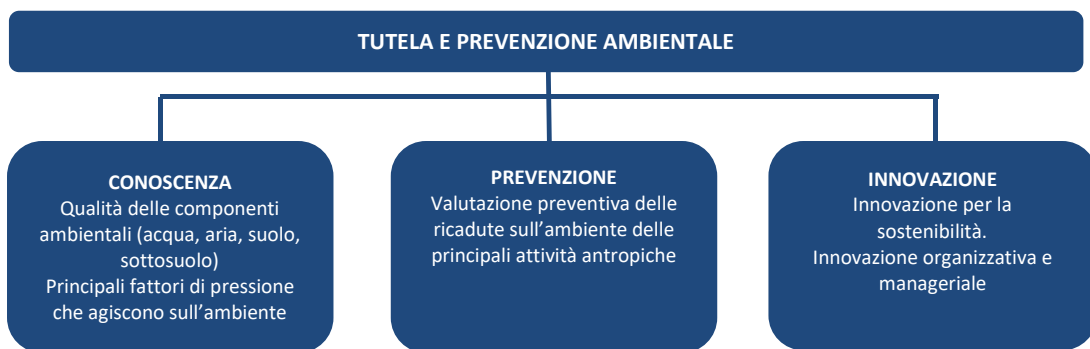 TUTELA E PREVENZIONE AMBIENTALE
CONOSCENZA
Qualità delle componenti
ambientali (acqua, aria, suolo,
sottosuolo)
Principali fattori di pressione
che agiscono sull’ambiente
PREVENZIONE
Valutazione preventiva delle
ricadute sull’ambiente delle
principali attività antropiche
INNOVAZIONE
Innovazione per la
sostenibilità.
Innovazione organizzativa e
manageriale